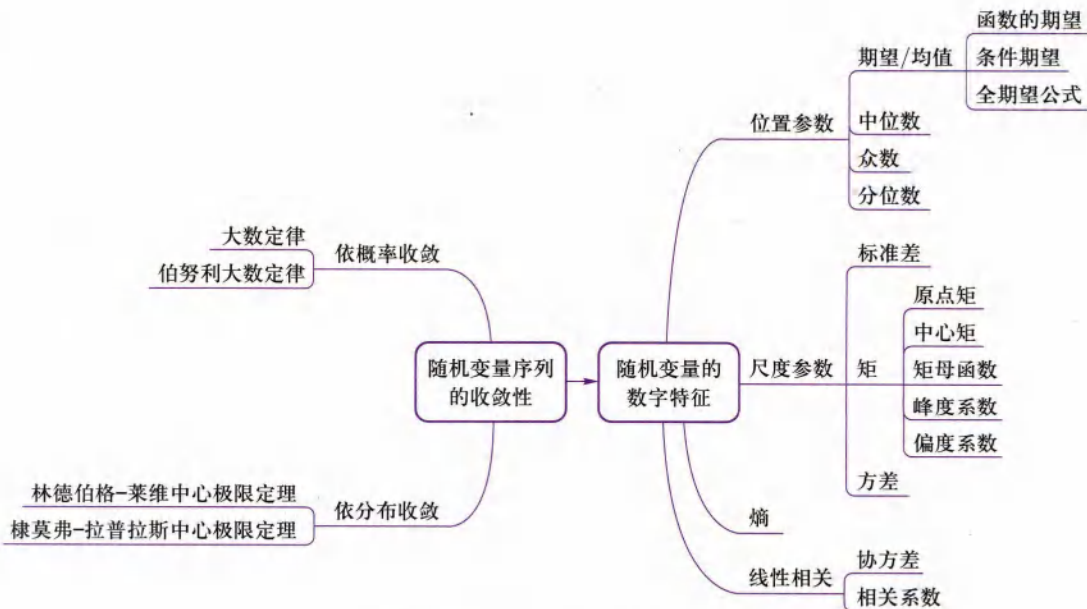 函数的期望
期望/均值
条件期望
全期望公式
位置参数
中位数
众数
分位数
大数定律
依概率收敛
伯努利大数定律
标准差
原点矩
中心矩
随机变量序列
的收敛性
随机变量的
数字特征
尺度参数
矩
矩母函数
峰度系数
偏度系数
方差
林德伯格-莱维中心极限定理
依分布收敛
棣莫弗-拉普拉斯中心极限定理
熵
协方差
线性相关
相关系数